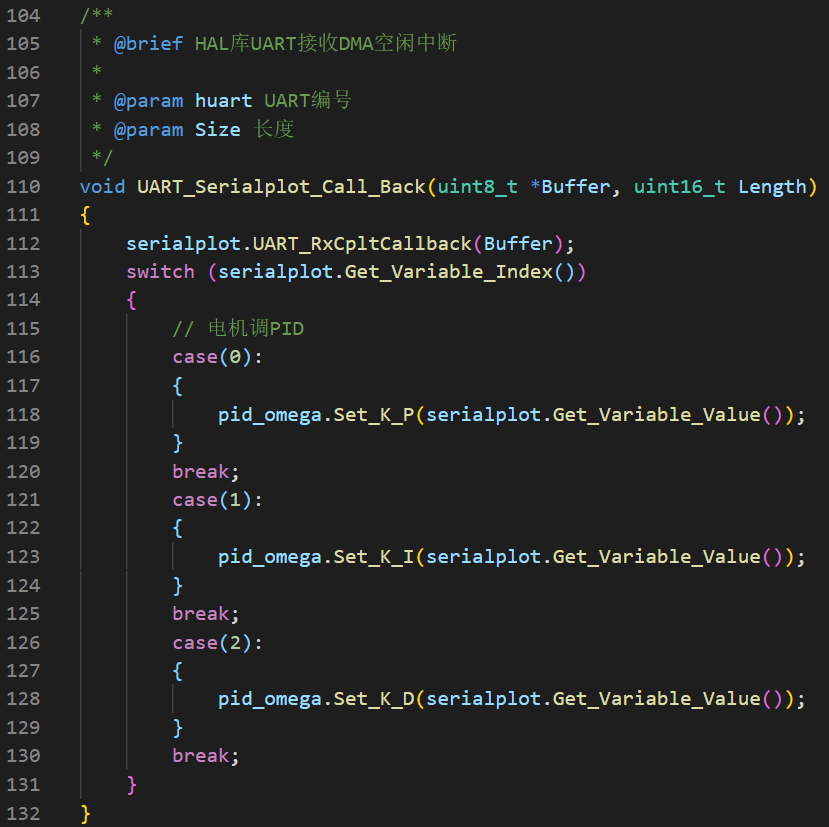 104 /**
105  * @brief HAL库UART接收DMA空闲中断
106  *
107  * @param huart UART编号
108  * @param Size 长度
109  */
110 void UART_Serialplot_Call_Back(uint8_t *Buffer, uint16_t Length)
111 {
112     serialplot.UART_RxCpltCallback(Buffer);
113     switch (serialplot.Get_Variable_Index())
114     {
115         // 电机调PID
116         case(0):
117         {
118             pid_omega.Set_K_P(serialplot.Get_Variable_Value());
119         }
120         break;
121         case(1):
122         {
123             pid_omega.Set_K_I(serialplot.Get_Variable_Value());
124         }
125         break;
126         case(2):
127         {
128             pid_omega.Set_K_D(serialplot.Get_Variable_Value());
129         }
130         break;
131     }
132 }